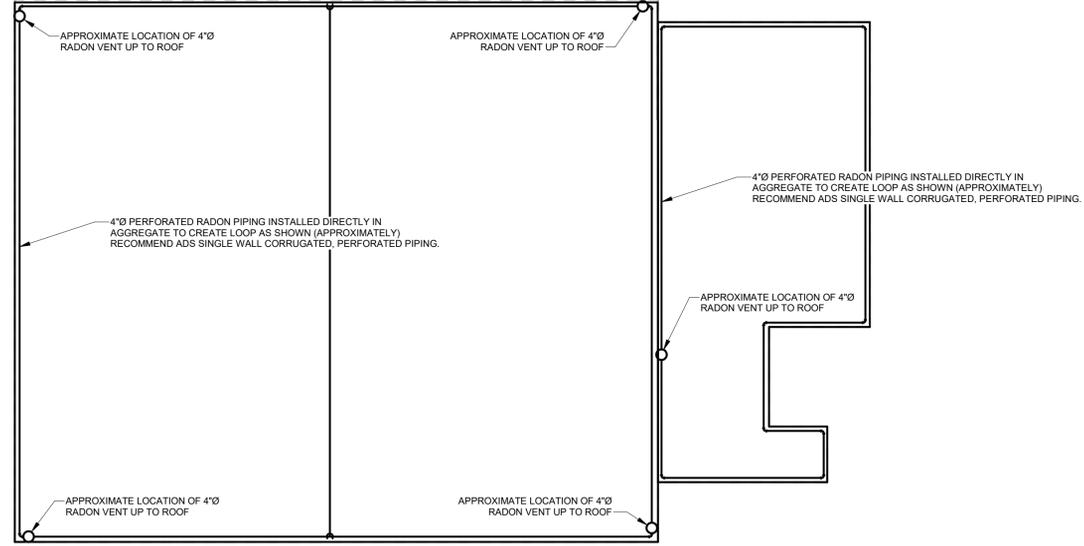 APPROXIMATE LOCATION OF 4"Ø
RADON VENT UP TO ROOF
APPROXIMATE LOCATION OF 4"Ø
RADON VENT UP TO ROOF
4"Ø PERFORATED RADON PIPING INSTALLED DIRECTLY IN
AGGREGATE TO CREATE LOOP AS SHOWN (APPROXIMATELY)
RECOMMEND ADS SINGLE WALL CORRUGATED, PERFORATED PIPING.
4"Ø PERFORATED RADON PIPING INSTALLED DIRECTLY IN
AGGREGATE TO CREATE LOOP AS SHOWN (APPROXIMATELY)
RECOMMEND ADS SINGLE WALL CORRUGATED, PERFORATED PIPING.
APPROXIMATE LOCATION OF 4"Ø
RADON VENT UP TO ROOF
APPROXIMATE LOCATION OF 4"Ø
RADON VENT UP TO ROOF
APPROXIMATE LOCATION OF 4"Ø
RADON VENT UP TO ROOF